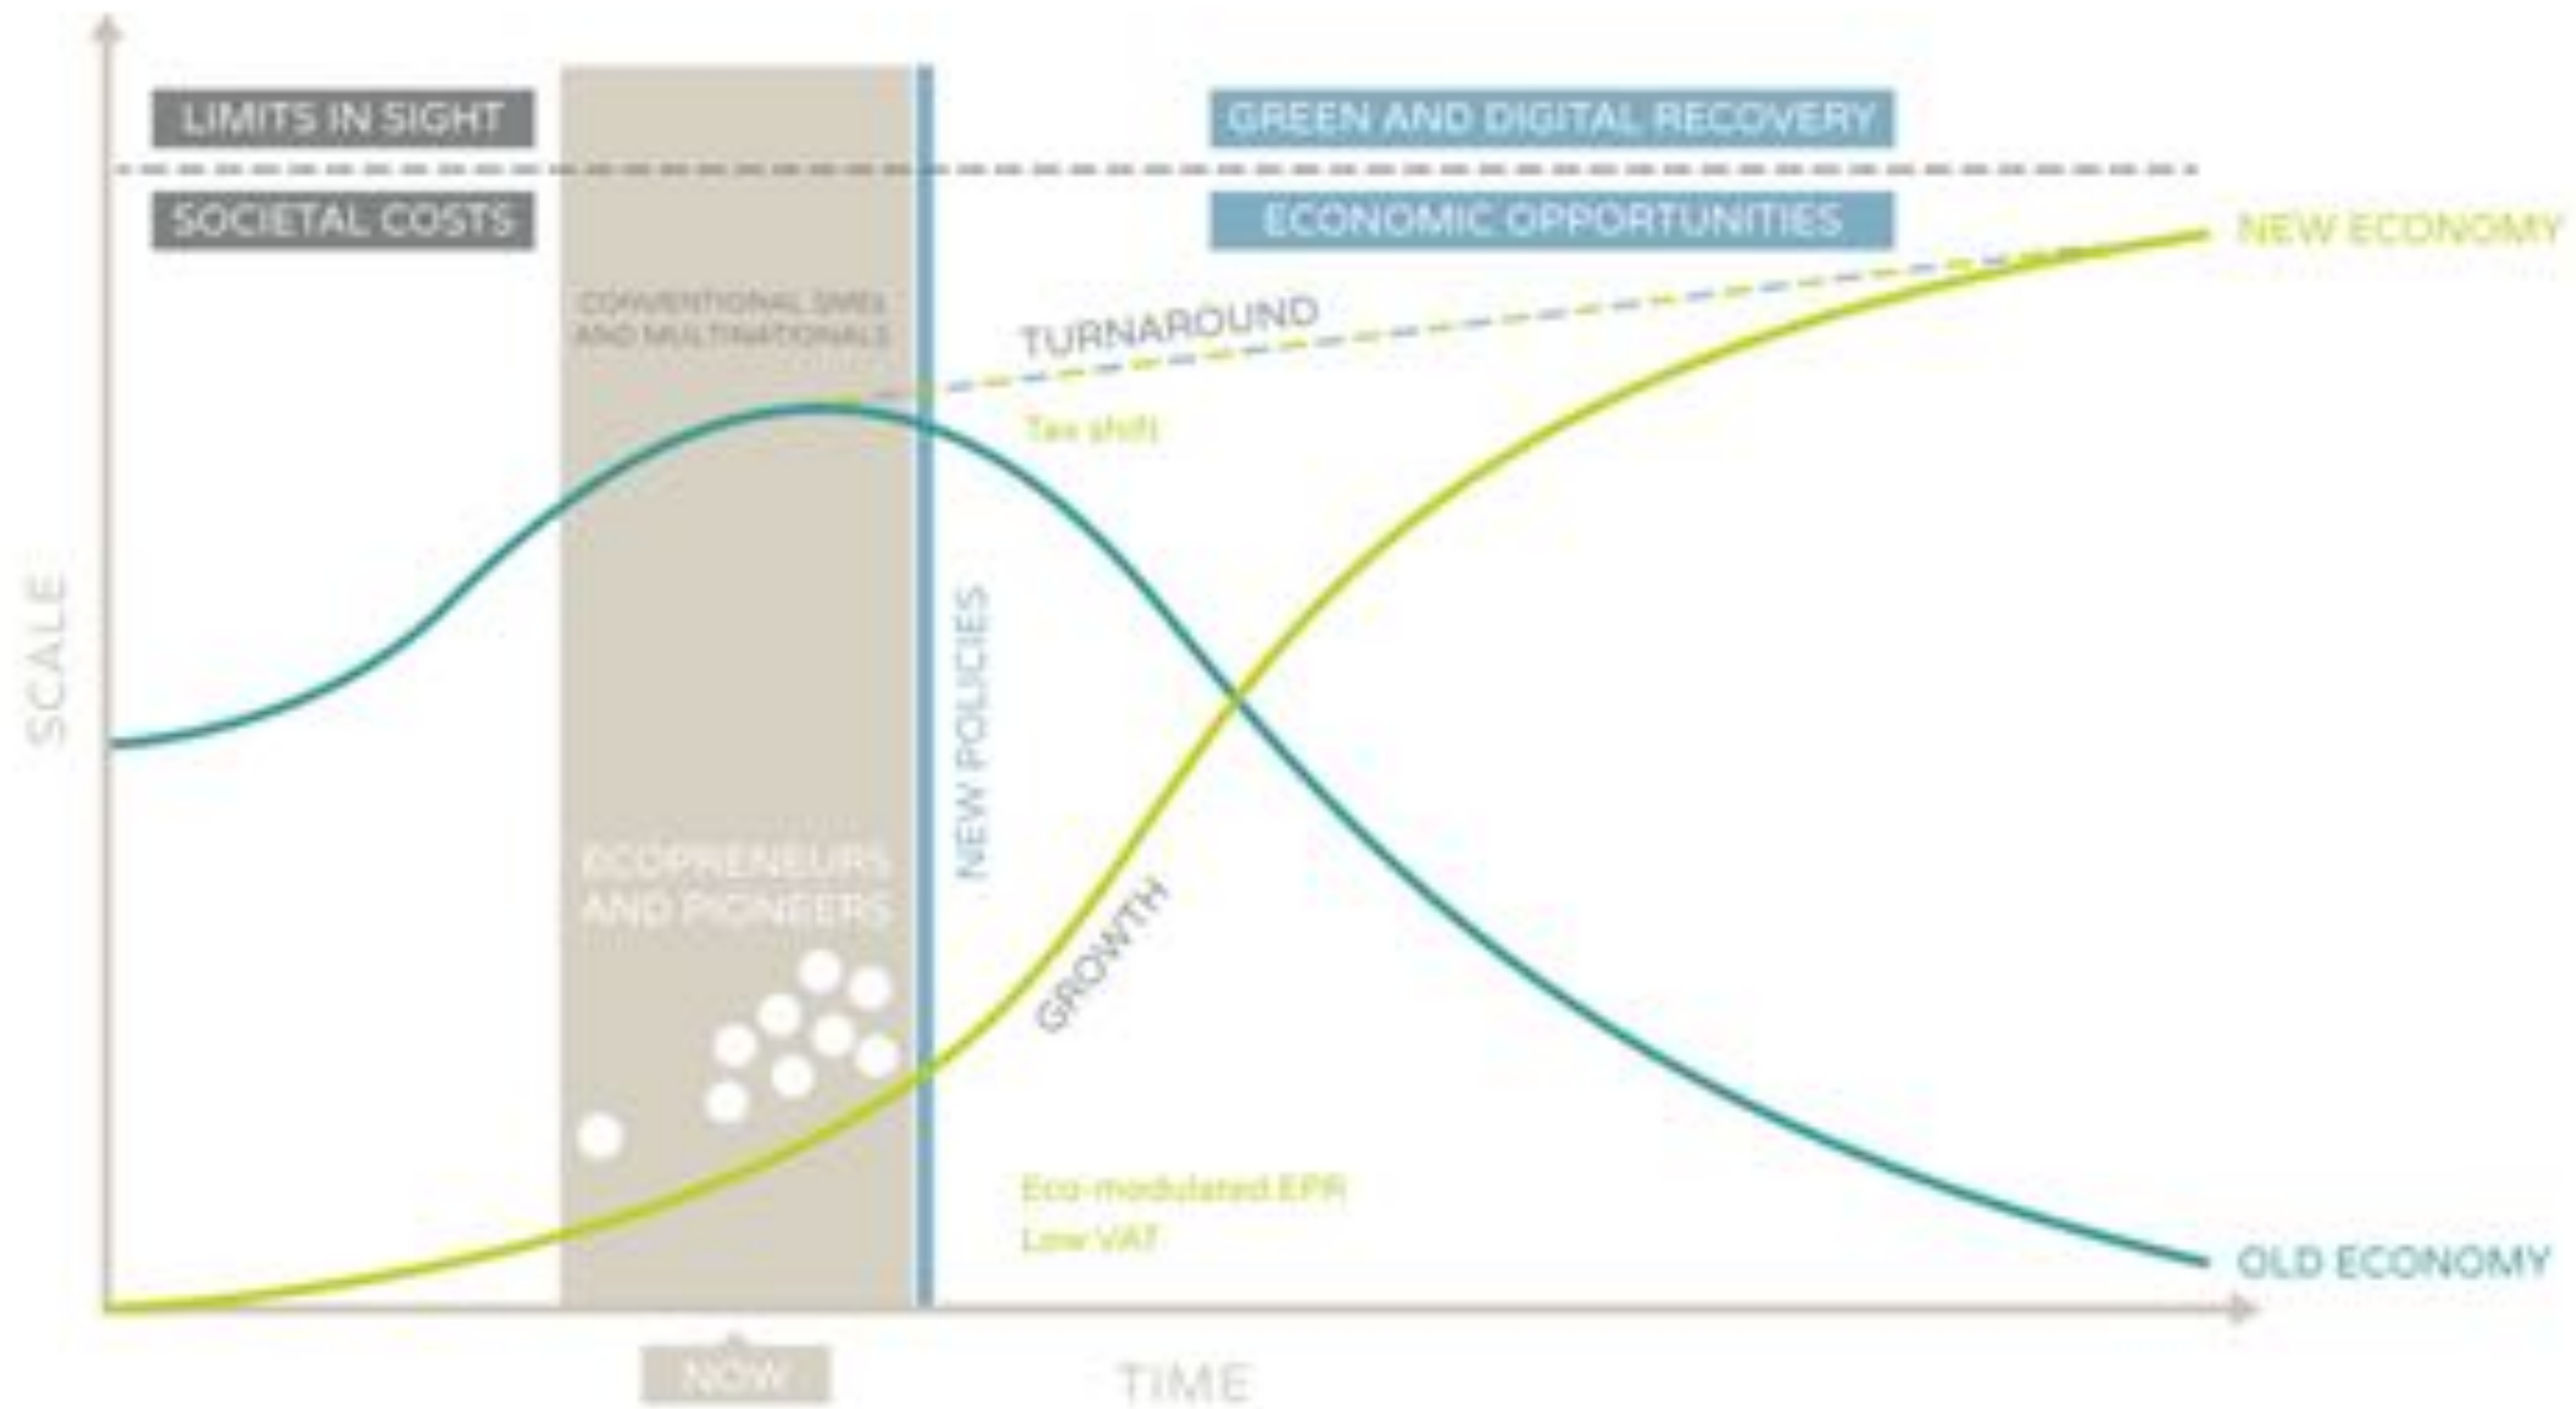 LIMITS IN SIGHT
GREEN AND DIGITAL RECOVERY
SOCIETAL COSTS
ECONOMIC OPPORTUNITIES
NEW ECONOMY
CONVENTIONAL SMES
AND MULTINATIONALS
TURNAROUND
Tax shift
SCALE
NEW POLICIES
ECOPRENEURS
AND PIONEERS
GROWTH
Eco-modulated EPR
Low VAT
OLD ECONOMY
NOW
TIME